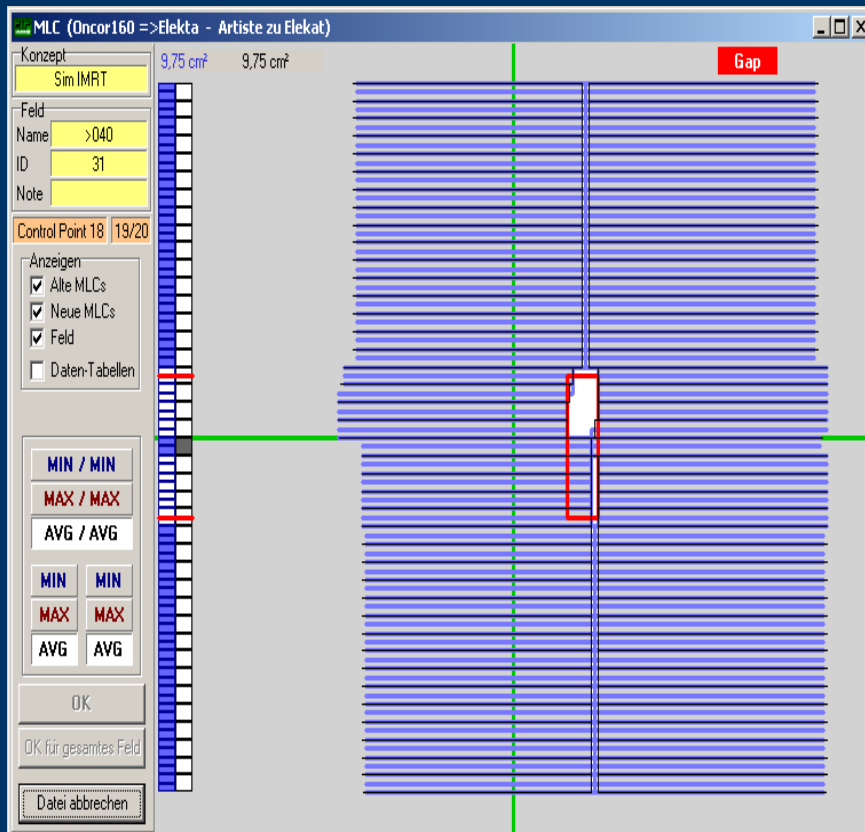 MLC (Oncor160 =>Elekta - Artiste zu Elekat)
Konzept
Sim IMRT
9,75 cm² 9,75 cm²
Gap
Feld
Name >040
ID 31
Note
Control Point 18 19/20
Anzeigen
Alte MLCs
Neue MLCs
Feld
Daten-Tabellen
MIN / MIN
MAX / MAX
AVG / AVG
MIN MIN
MAX MAX
AVG AVG
OK
OK für gesamtes Feld
Datei abbrechen